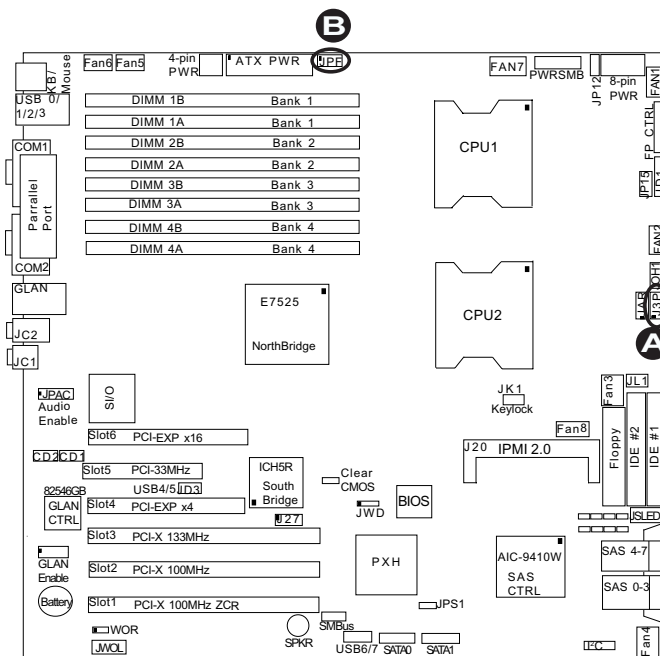 B
KB/
Mouse
Fan6 Fan5
4-pin
PWR
ATX PWR
JPF
FAN7
PWRSMB
JP12
8-pin
PWR
FAN1
USB 0/
1/2/3
DIMM 1B Bank 1
DIMM 1A Bank 1
DIMM 2B Bank 2
DIMM 2A Bank 2
DIMM 3B Bank 3
DIMM 3A Bank 3
DIMM 4B Bank 4
DIMM 4A Bank 4
CPU1
FP CTRL
JP15
JD1
COM1
Parrallel
Port
COM2
FAN2
JOH1
GLAN
E7525
NorthBridge
CPU2
JAR
J3P
A
JC2
JC1
JPAC
Audio
Enable
SI/O
JK1
Keylock
Fan3
JL1
Fan8
Slot6 PCI-EXP x16
J20 IPMI 2.0
Floppy
IDE #2
IDE #1
CD2 CD1
Slot5 PCI-33MHz
ICH5R
South
Bridge
Clear
CMOS
82546GB
GLAN
CTRL
USB4/5
JD3
Slot4 PCI-EXP x4
JWD
BIOS
J27
JSLED
Slot3 PCI-X 133MHz
GLAN
Enable
Slot2 PCI-X 100MHz
PXH
AIC-9410W
SAS
CTRL
SAS 4-7
SAS 0-3
Battery
Slot1 PCI-X 100MHz ZCR
JPS1
WOR
JWOL
SPKR
SMBus
USB6/7
SATA0
SATA1
I²C
Fan4